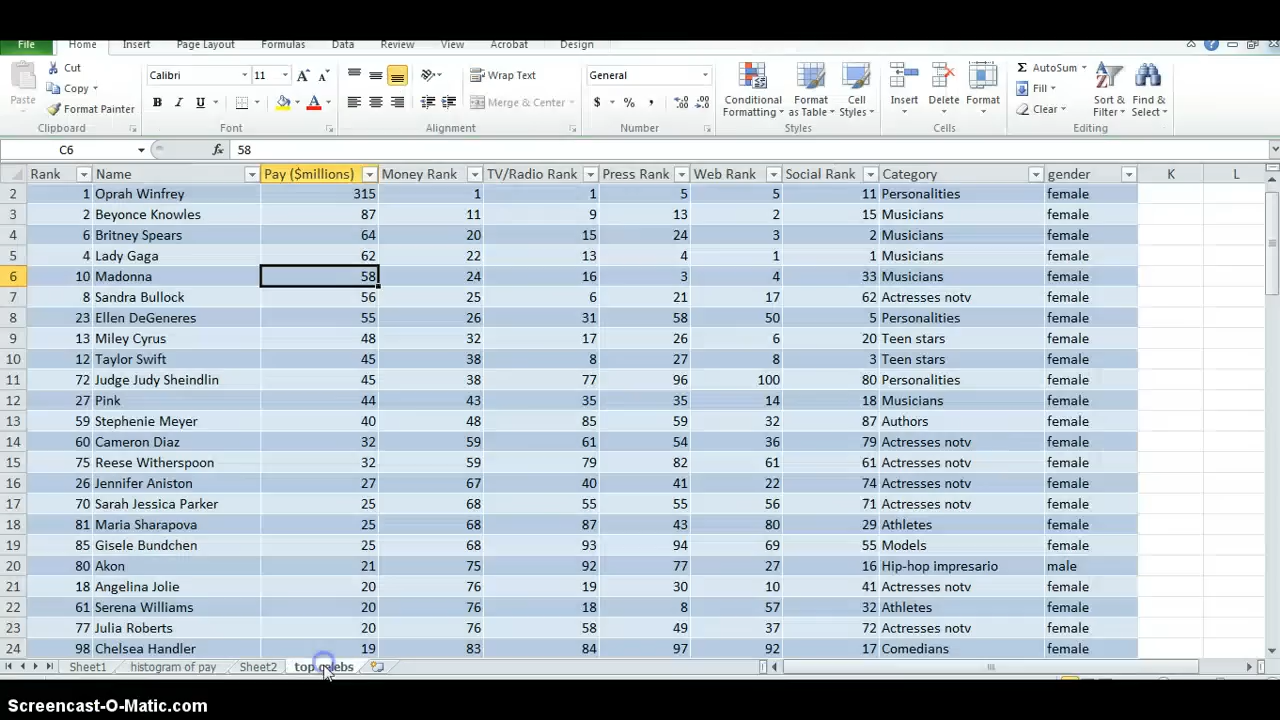 File Home Insert Page Layout Formulas Data Review View Acrobat Design
Cut Calibri 11 A A Wrap Text General AutoSum
Paste Copy B I U A Merge & Center $ % , Conditional Formatting Format as Table Cell Styles Insert Delete Format Fill Sort & Filter Find & Select
Format Painter Clear
Clipboard Font Alignment Number Styles Cells Editing
C6 fx 58
Rank Name Pay ($millions) Money Rank TV/Radio Rank Press Rank Web Rank Social Rank Category gender K L
2 1 Oprah Winfrey 315 1 1 5 5 11 Personalities female
3 2 Beyonce Knowles 87 11 9 13 2 15 Musicians female
4 6 Britney Spears 64 20 15 24 3 2 Musicians female
5 4 Lady Gaga 62 22 13 4 1 1 Musicians female
6 10 Madonna 58 24 16 3 4 33 Musicians female
7 8 Sandra Bullock 56 25 6 21 17 62 Actresses notv female
8 23 Ellen DeGeneres 55 26 31 58 50 5 Personalities female
9 13 Miley Cyrus 48 32 17 26 6 20 Teen stars female
10 12 Taylor Swift 45 38 8 27 8 3 Teen stars female
11 72 Judge Judy Sheindlin 45 38 77 96 100 80 Personalities female
12 27 Pink 44 43 35 35 14 18 Musicians female
13 59 Stephenie Meyer 40 48 85 59 32 87 Authors female
14 60 Cameron Diaz 32 59 61 54 36 79 Actresses notv female
15 75 Reese Witherspoon 32 59 79 82 61 61 Actresses notv female
16 26 Jennifer Aniston 27 67 40 41 22 74 Actresses notv female
17 70 Sarah Jessica Parker 25 68 55 55 56 71 Actresses notv female
18 81 Maria Sharapova 25 68 87 43 80 29 Athletes female
19 85 Gisele Bundchen 25 68 93 94 69 55 Models female
20 80 Akon 21 75 92 77 27 16 Hip-hop impresario male
21 18 Angelina Jolie 20 76 19 30 10 41 Actresses notv female
22 61 Serena Williams 20 76 18 8 57 32 Athletes female
23 77 Julia Roberts 20 76 58 49 37 72 Actresses notv female
24 98 Chelsea Handler 19 83 84 97 92 17 Comedians female
Sheet1 histogram of pay Sheet2 top celebs
Screencast-O-Matic.com